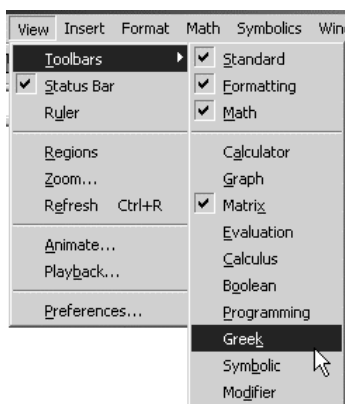 View Insert Format Math Symbolics Win
Toolbars
Status Bar
Ruler
Regions
Zoom...
Refresh Ctrl+R
Animate...
Playback...
Preferences...
Standard
Formatting
Math
Calculator
Graph
Matrix
Evaluation
Calculus
Boolean
Programming
Greek
Symbolic
Modifier